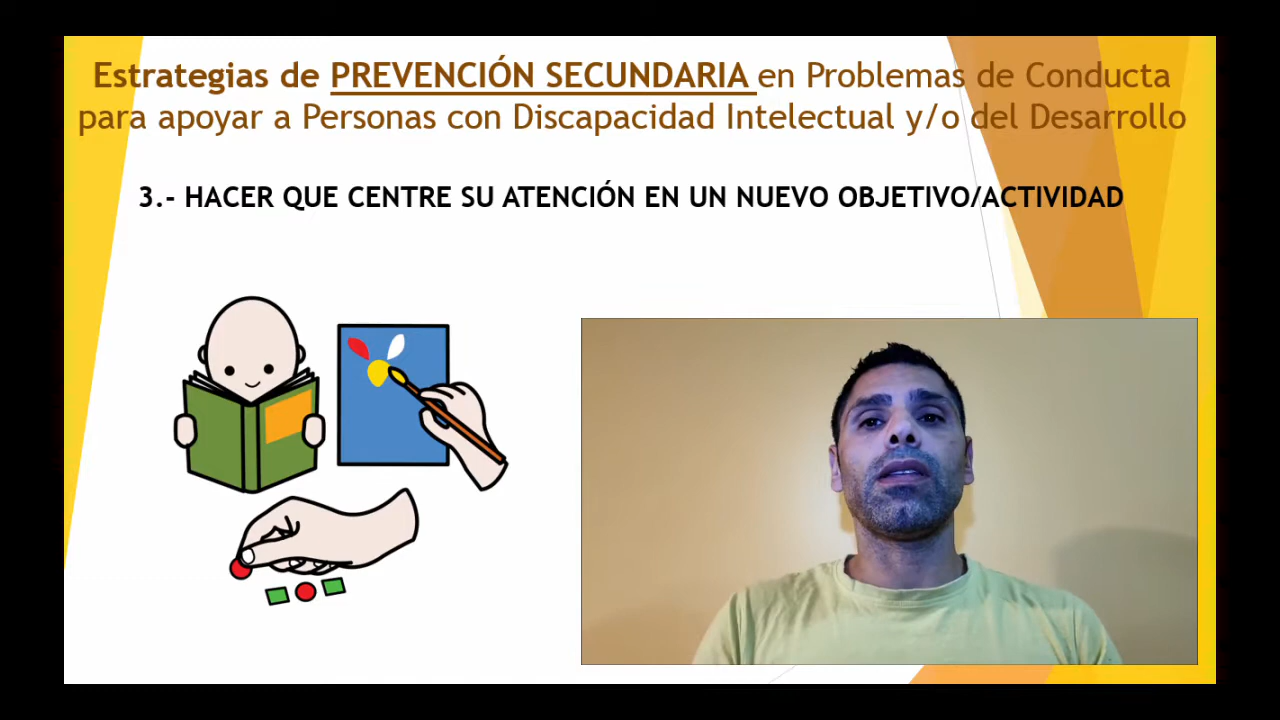 Estrategias de PREVENCIÓN SECUNDARIA en Problemas de Conducta
para apoyar a Personas con Discapacidad Intelectual y/o del Desarrollo
3.- HACER QUE CENTRE SU ATENCIÓN EN UN NUEVO OBJETIVO/ACTIVIDAD